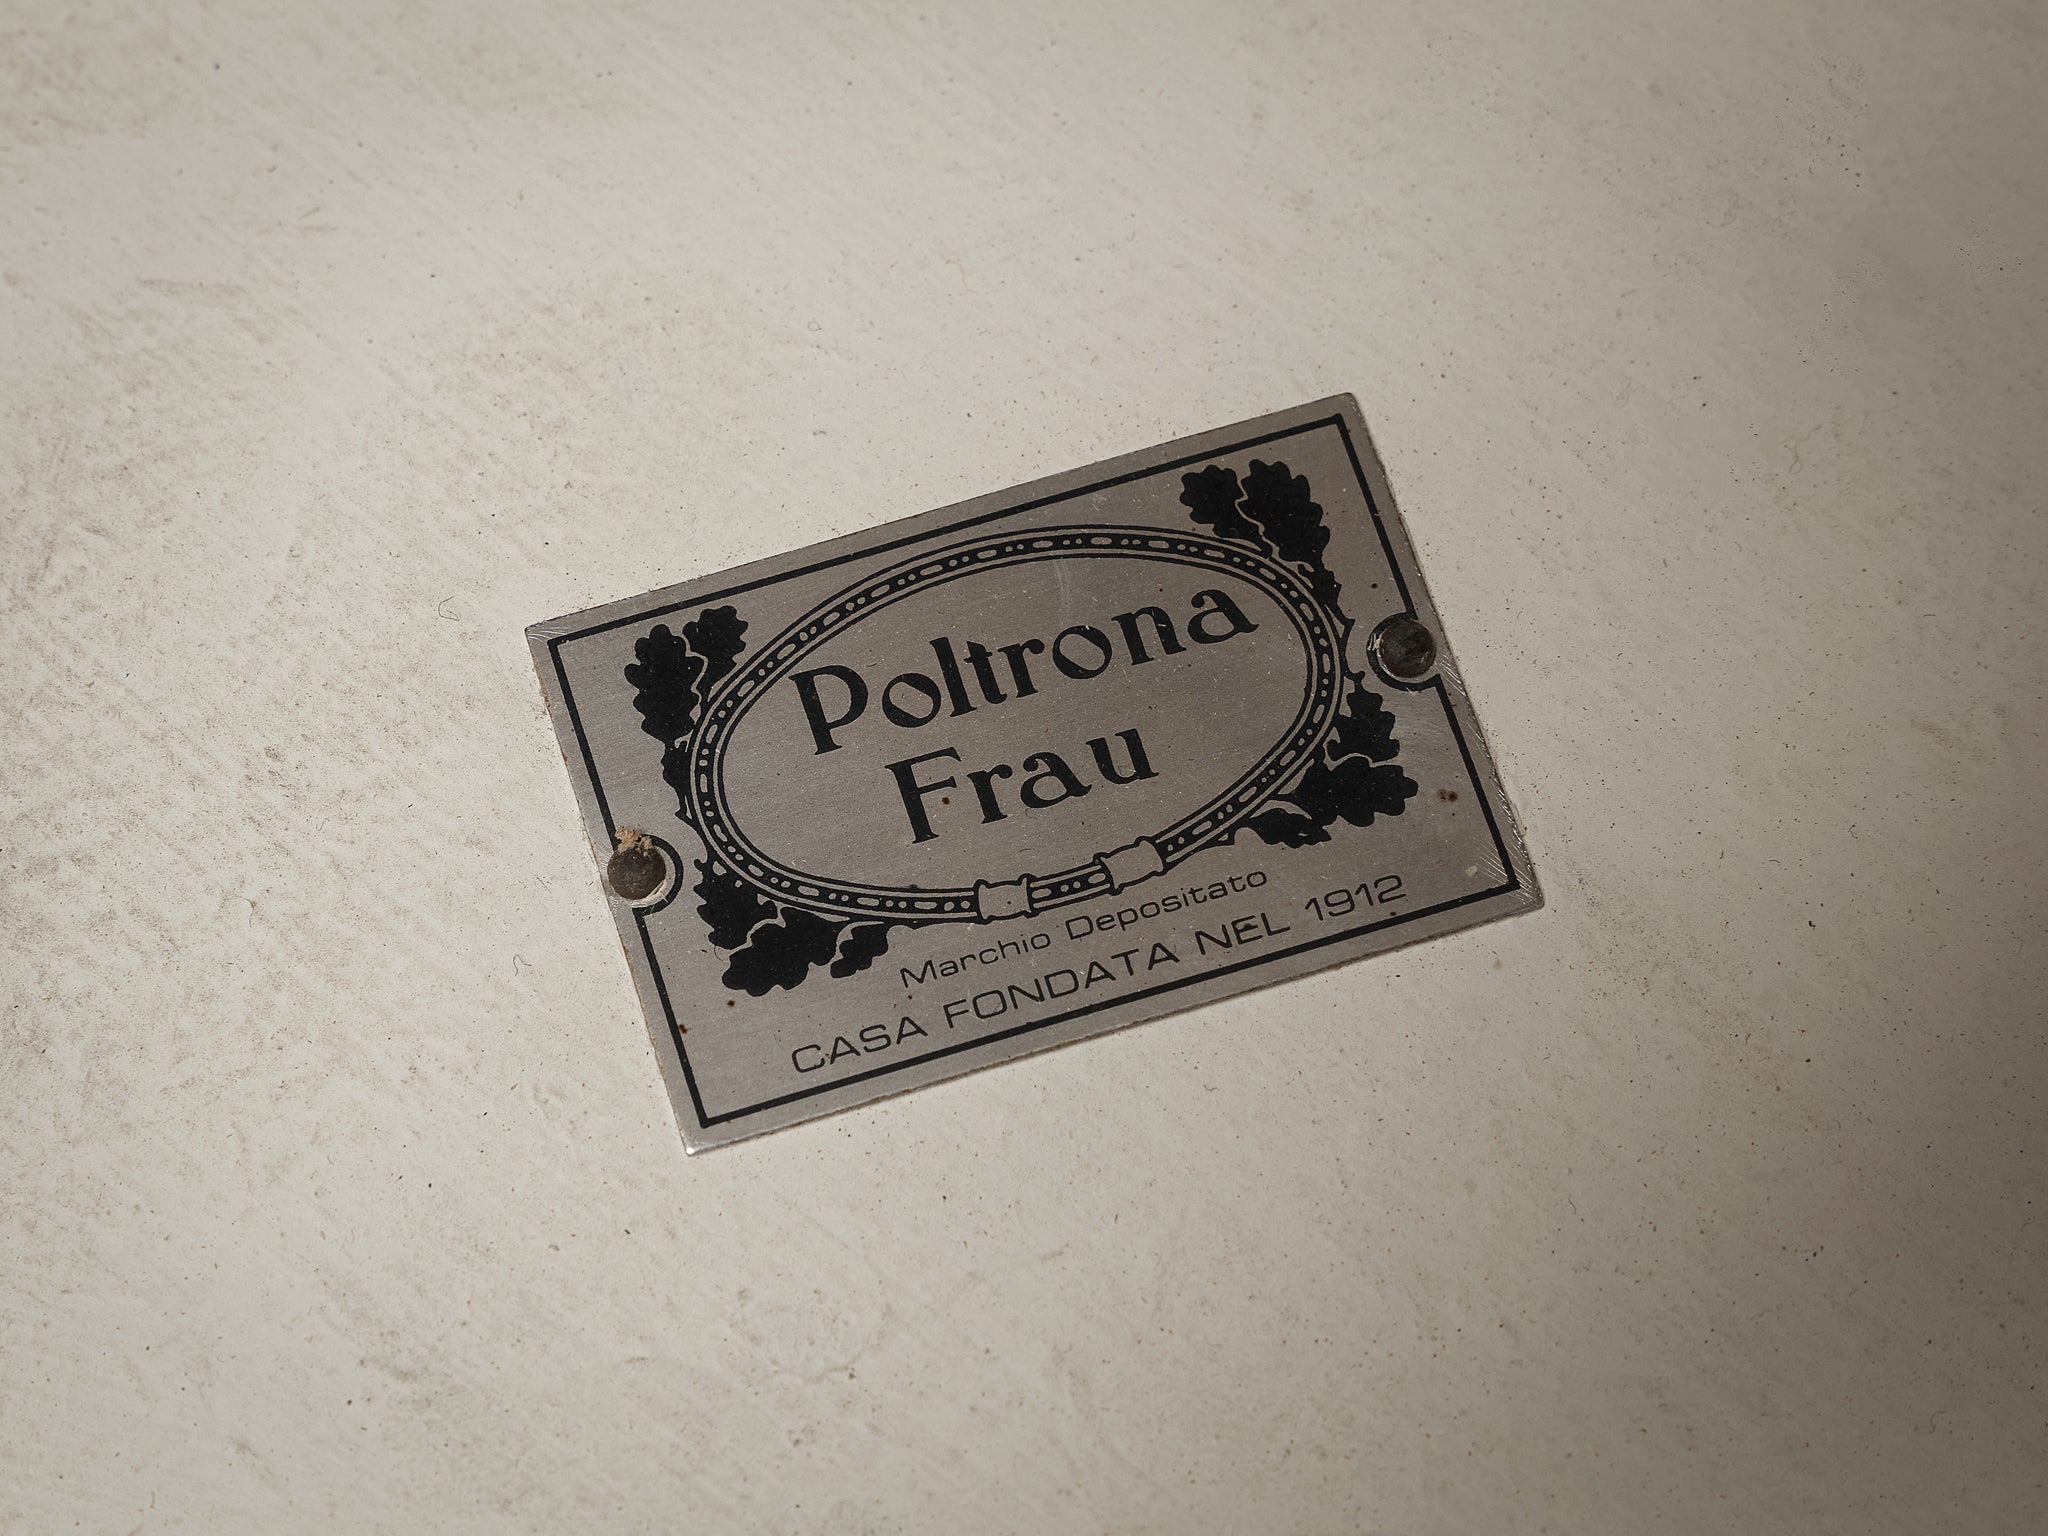 Poltrona
Frau
Marchio Depositato
CASA FONDATA NEL 1912